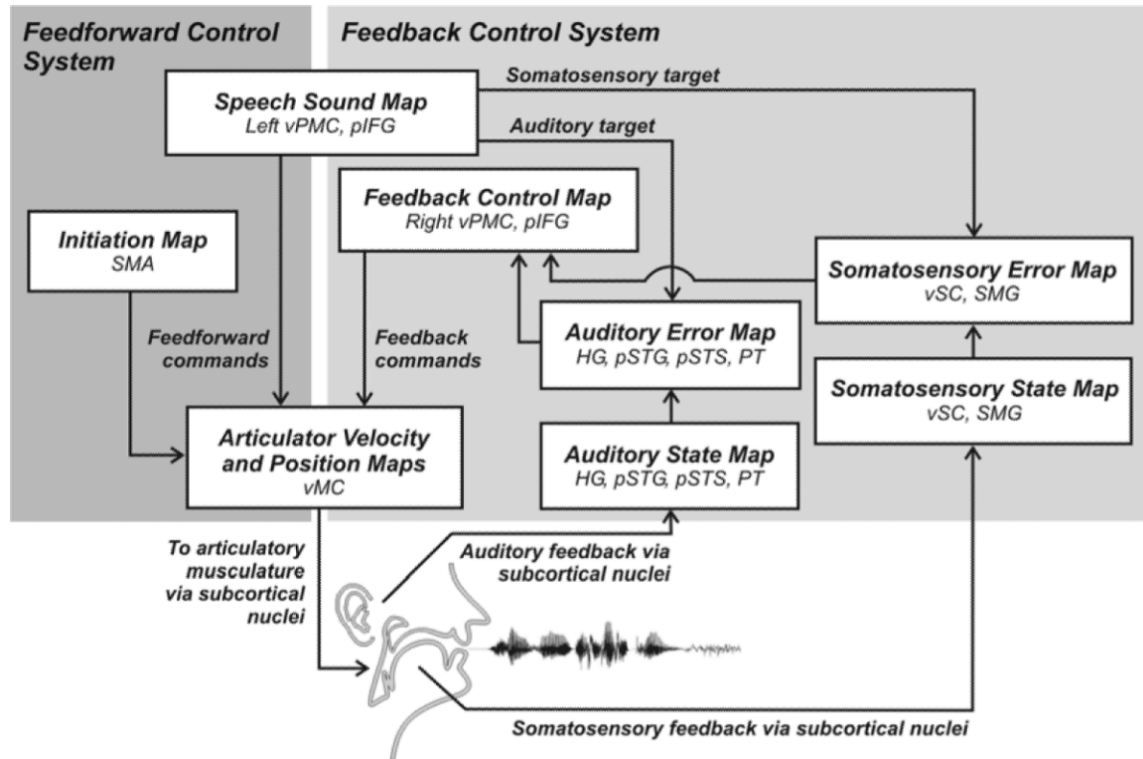 Feedforward Control
System
Feedback Control System
Somatosensory target
Speech Sound Map
Left vPMC, pIFG
Auditory target
Feedback Control Map
Right vPMC, pIFG
Initiation Map
SMA
Somatosensory Error Map
vSC, SMG
Feedforward
commands
Feedback
commands
Auditory Error Map
HG, pSTG, pSTS, PT
Somatosensory State Map
vSC, SMG
Articulator Velocity
and Position Maps
vMC
Auditory State Map
HG, pSTG, pSTS, PT
To articulatory
musculature
via subcortical
nuclei
Auditory feedback via
subcortical nuclei
Somatosensory feedback via subcortical nuclei